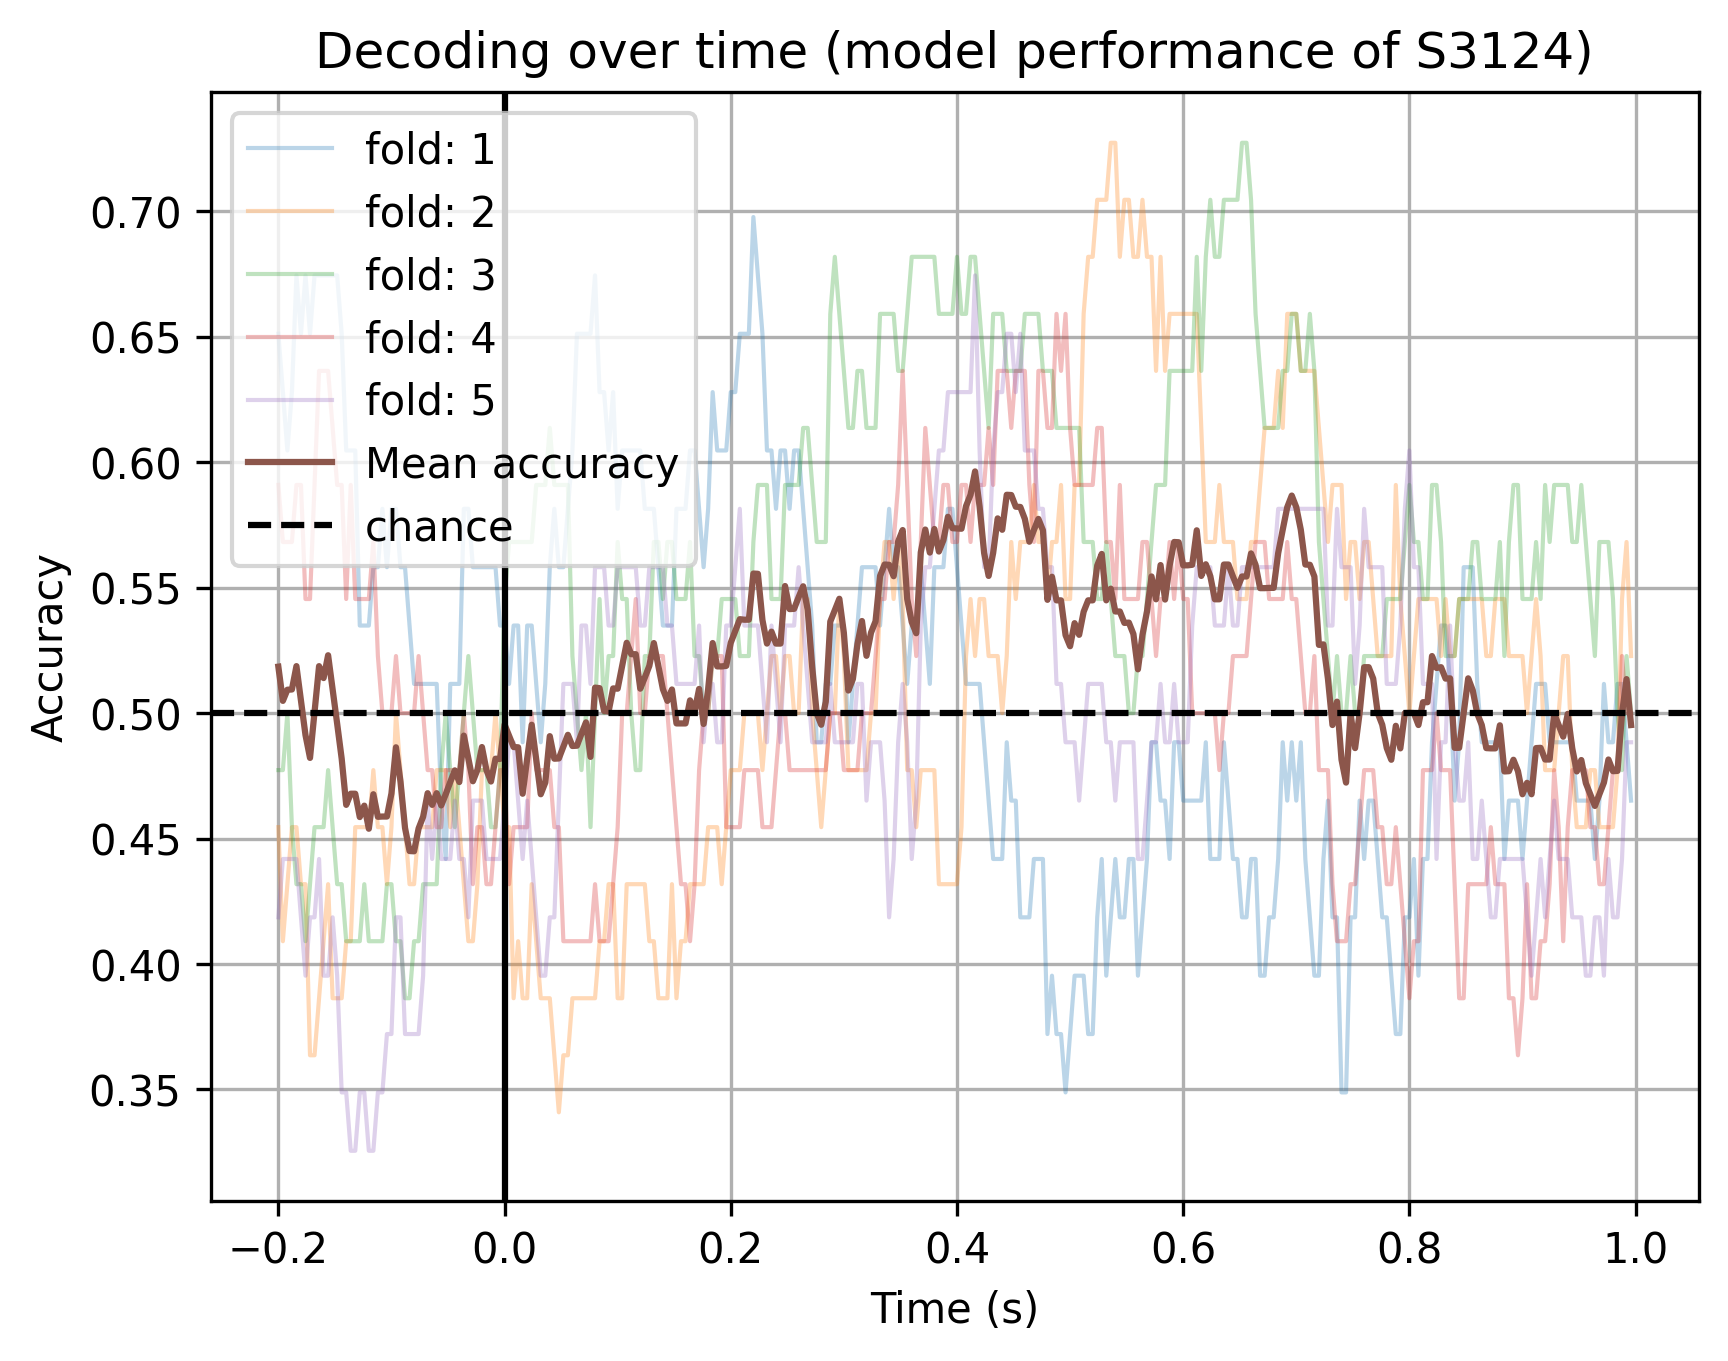 Decoding over time (model performance of S3124)
fold: 1
fold: 2
fold: 3
fold: 4
fold: 5
Mean accuracy
chance
Accuracy
0.70
0.65
0.60
0.55
0.50
0.45
0.40
0.35
−0.2
0.0
0.2
0.4
0.6
0.8
1.0
Time (s)